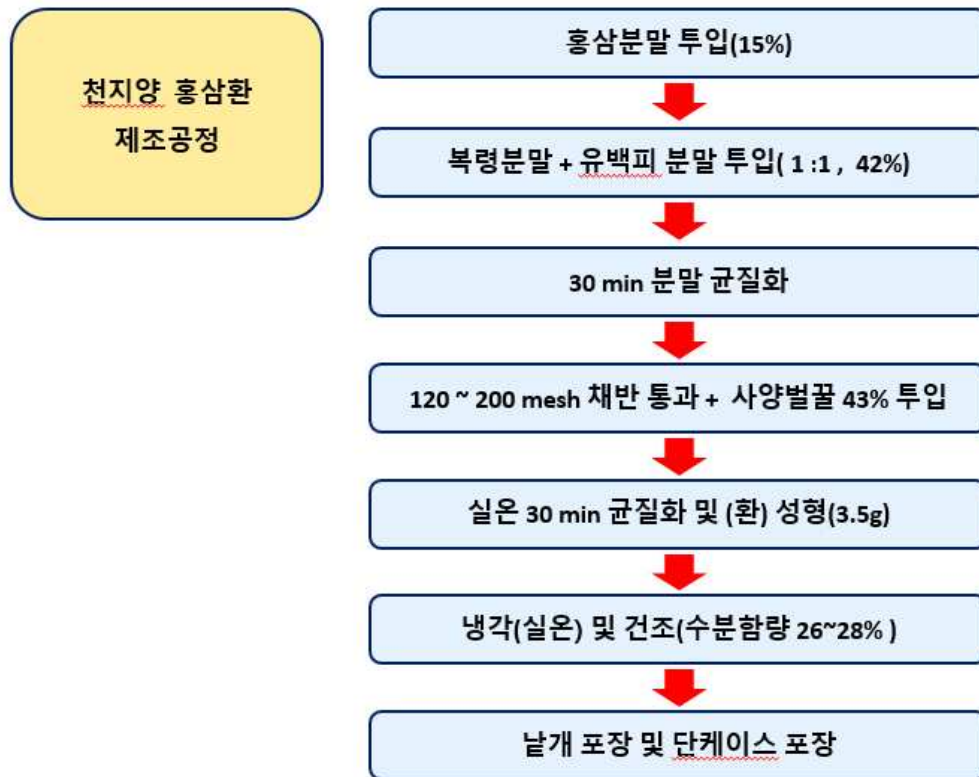 천지양 홍삼환
제조공정
홍삼분말 투입(15%)
복령분말 + 유백피 분말 투입( 1 :1 , 42%)
30 min 분말 균질화
120 ~ 200 mesh 채반 통과 + 사양벌꿀 43% 투입
실온 30 min 균질화 및 (환) 성형(3.5g)
냉각(실온) 및 건조(수분함량 26~28% )
낱개 포장 및 단케이스 포장